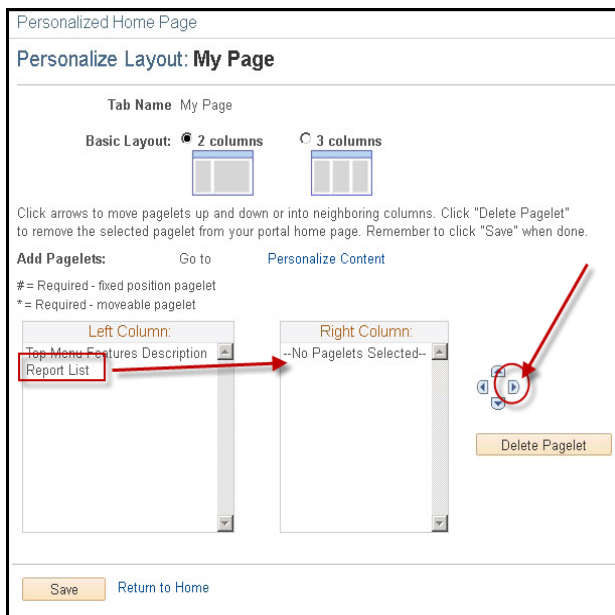 Personalized Home Page
Personalize Layout: My Page
Tab Name My Page
Basic Layout: 2 columns 3 columns
Click arrows to move pagelets up and down or into neighboring columns. Click "Delete Pagelet"
to remove the selected pagelet from your portal home page. Remember to click "Save" when done.
Add Pagelets: Go to Personalize Content
# = Required - fixed position pagelet
* = Required - moveable pagelet
Left Column: Right Column:
Top Menu Features Description --No Pagelets Selected--
Report List
Delete Pagelet
Save Return to Home